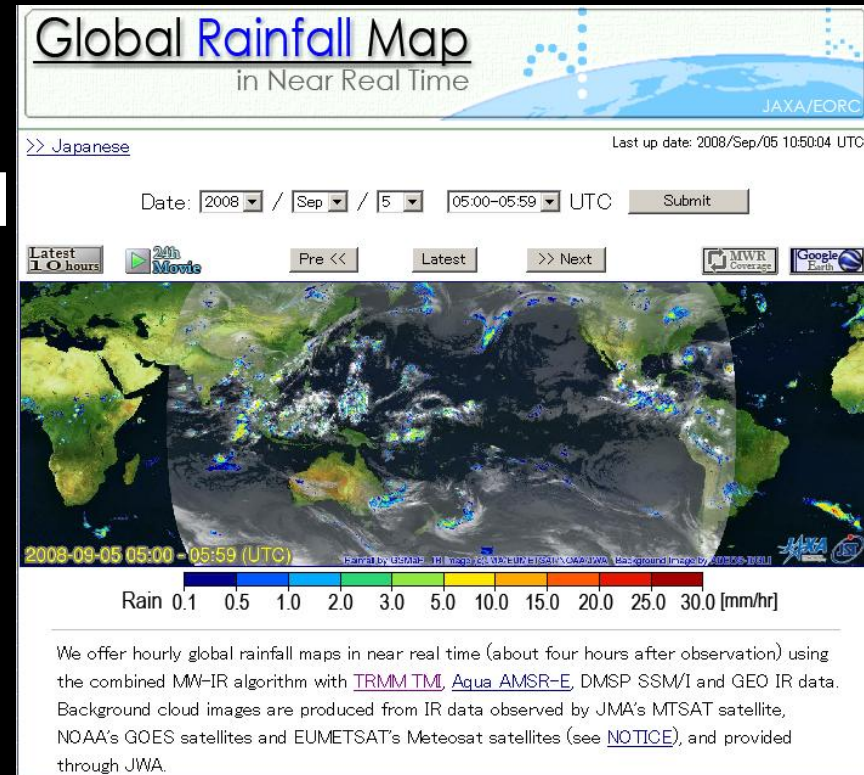 Global Rainfall Map
in Near Real Time
JAXA/EORC
>> Japanese
Last up date: 2008/Sep/05 10:50:04 UTC
Date: 2008 / Sep / 5 05:00-05:59 UTC Submit
Latest 10 hours
24h Movie
Pre <<
Latest
>> Next
MWR Coverage
Google Earth
2008-09-05 05:00 - 05:59 (UTC)
JAXA
Rain 0.1 0.5 1.0 2.0 3.0 5.0 10.0 15.0 20.0 25.0 30.0 [mm/hr]
We offer hourly global rainfall maps in near real time (about four hours after observation) using
the combined MW-IR algorithm with TRMM TMI, Aqua AMSR-E, DMSP SSM/I and GEO IR data.
Background cloud images are produced from IR data observed by JMA's MTSAT satellite,
NOAA's GOES satellites and EUMETSAT's Meteosat satellites (see NOTICE), and provided
through JWA.